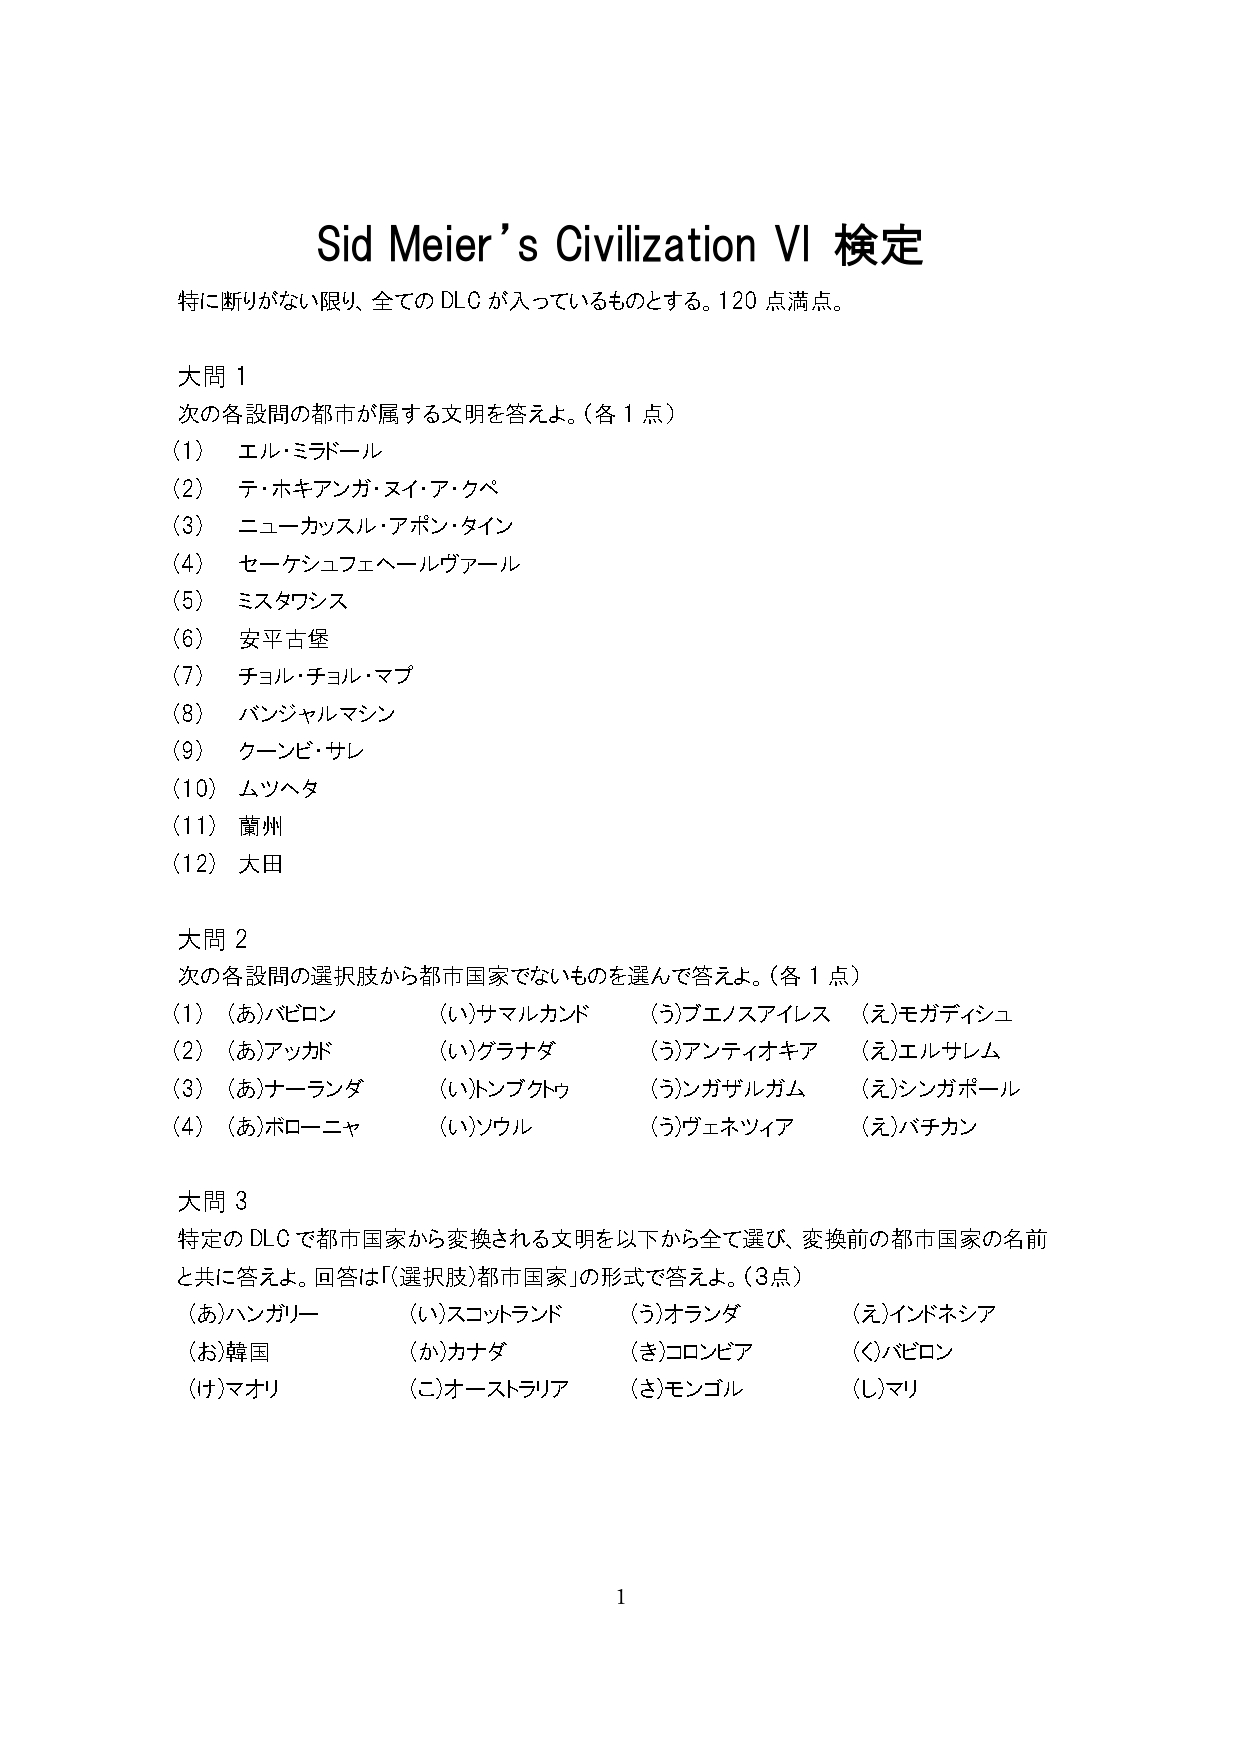 Sid Meier’s Civilization VI 検定
特に断りがない限り、全ての DLC が入っているものとする。120 点満点。
大問 1
次の各設問の都市が属する文明を答えよ。（各 1 点）
（1） エル・ミラドール
（2） テ・ホキアンガ・ヌイ・ア・クペ
（3） ニューカッスル・アポン・タイン
（4） セーケシュフェヘールヴァール
（5） ミスタワシス
（6） 安平古堡
（7） チョル・チョル・マプ
（8） バンジャルマシン
（9） クーンビ・サレ
（10） ムツヘタ
（11） 蘭州
（12） 大田
大問 2
次の各設問の選択肢から都市国家でないものを選んで答えよ。（各 1 点）
（1） （あ）バビロン （い）サマルカンド （う）ブエノスアイレス （え）モガディシュ
（2） （あ）アッカド （い）グラナダ （う）アンティオキア （え）エルサレム
（3） （あ）ナーランダ （い）トンブクトゥ （う）ンガザルガム （え）シンガポール
（4） （あ）ボローニャ （い）ソウル （う）ヴェネツィア （え）バチカン
大問 3
特定の DLC で都市国家から変換される文明を以下から全て選び、変換前の都市国家の名前
と共に答えよ。回答は「（選択肢）都市国家」の形式で答えよ。（3点）
（あ）ハンガリー （い）スコットランド （う）オランダ （え）インドネシア
（お）韓国 （か）カナダ （き）コロンビア （く）バビロン
（け）マオリ （こ）オーストラリア （さ）モンゴル （し）マリ
1